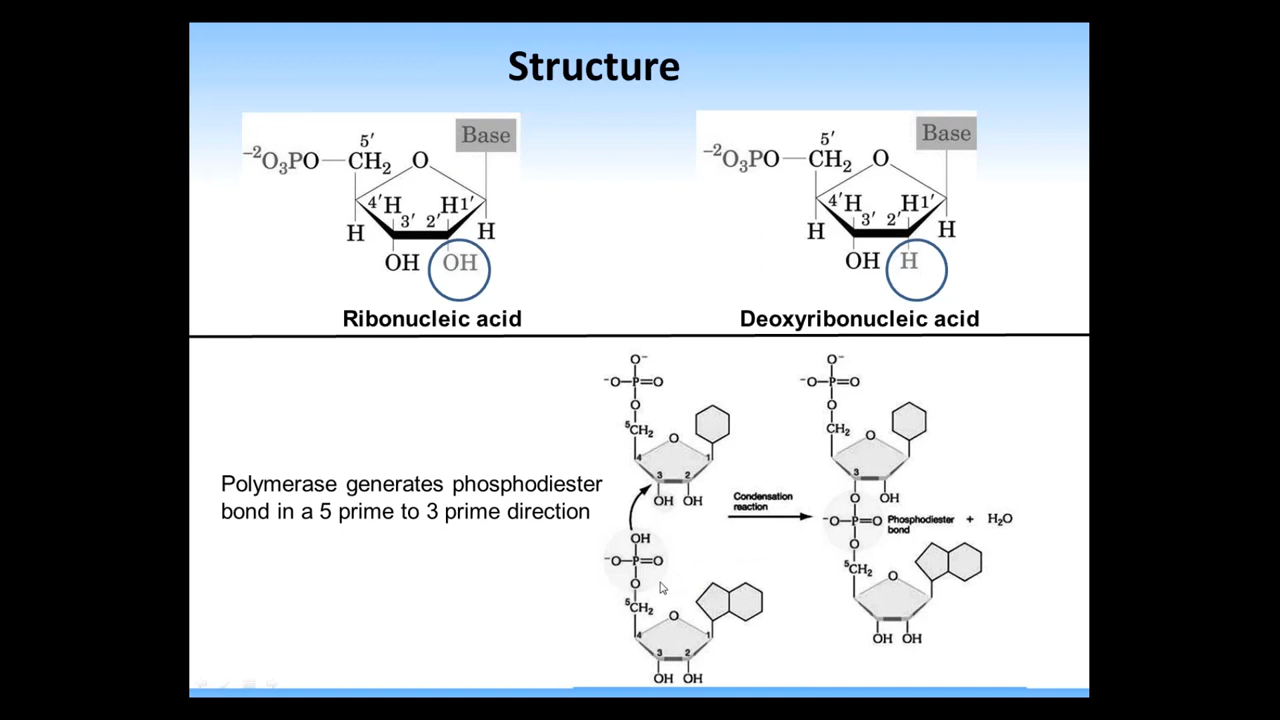 Structure
5′ Base
⁻²O₃PO—CH₂ O
4′ H H 1′
3′ 2′
H H
OH OH
Ribonucleic acid
5′ Base
⁻²O₃PO—CH₂ O
4′ H H 1′
3′ 2′
H H
OH H
Deoxyribonucleic acid
Polymerase generates phosphodiester
bond in a 5 prime to 3 prime direction
O⁻
⁻O–P=O
O
⁵CH₂ O
4 1
3 2
OH OH
OH
⁻O–P=O
O
⁵CH₂ O
4 1
3 2
OH OH
Condensation
reaction
O⁻
⁻O–P=O
O
CH₂ O
3
O OH
⁻O–P=O Phosphodiester + H₂O
bond
O
⁵CH₂ O
OH OH